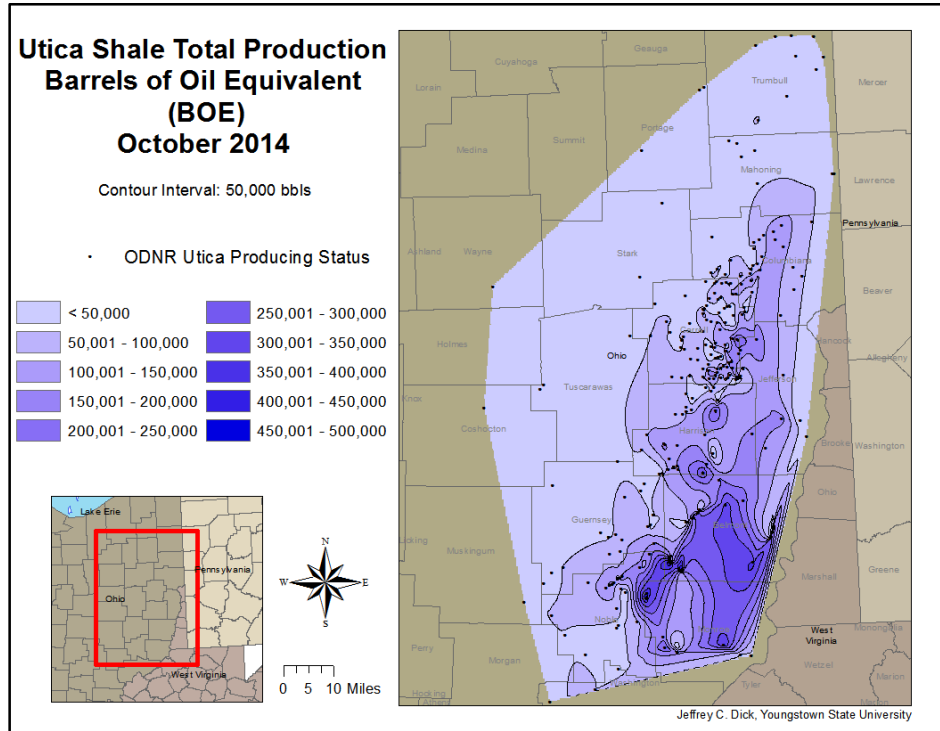 Utica Shale Total Production
Barrels of Oil Equivalent
(BOE)
October 2014
Contour Interval: 50,000 bbls
ODNR Utica Producing Status
< 50,000
50,001 - 100,000
100,001 - 150,000
150,001 - 200,000
200,001 - 250,000
250,001 - 300,000
300,001 - 350,000
350,001 - 400,000
400,001 - 450,000
450,001 - 500,000
Lake Erie
Pennsylvania
Ohio
West Virginia
N
W E
S
0 5 10 Miles
Geauga
Cuyahoga
Trumbull
Mercer
Lorain
Portage
Summit
Medina
Mahoning
Lawrence
Pennsylvania
Ashland
Wayne
Stark
Columbiana
Beaver
Hancock
Carroll
Holmes
Ohio
Allegheny
Tuscarawas
Jefferson
Knox
Coshocton
Harrison
Brooke
Washington
Ohio
Guernsey
Belmont
Licking
Muskingum
Marshall
Greene
Noble
Monroe
West
Virginia
Monongalia
Perry
Morgan
Wetzel
Washington
Tyler
Marion
Hocking
Athens
Jeffrey C. Dick, Youngstown State University